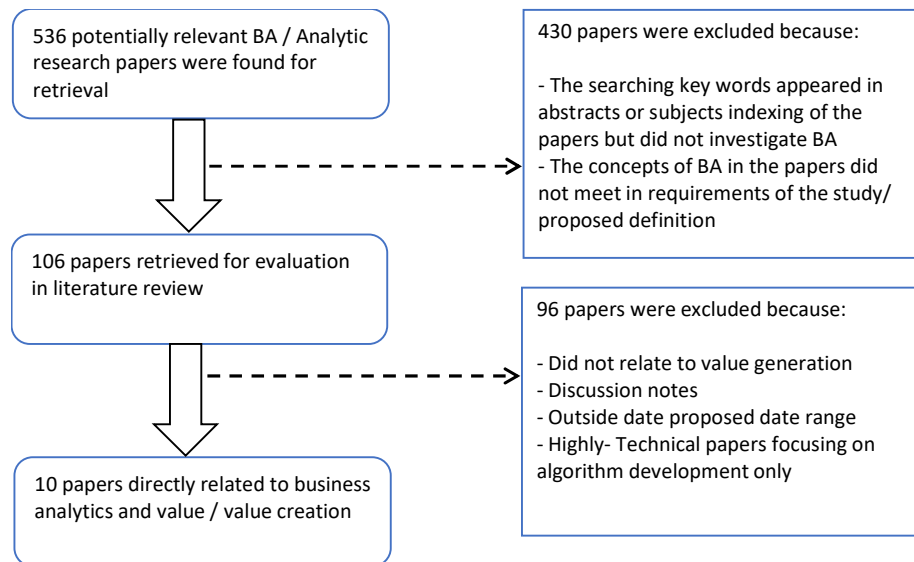 536 potentially relevant BA / Analytic
research papers were found for
retrieval
430 papers were excluded because:
- The searching key words appeared in
abstracts or subjects indexing of the
papers but did not investigate BA
- The concepts of BA in the papers did
not meet in requirements of the study/
proposed definition
106 papers retrieved for evaluation
in literature review
96 papers were excluded because:
- Did not relate to value generation
- Discussion notes
- Outside date proposed date range
- Highly- Technical papers focusing on
algorithm development only
10 papers directly related to business
analytics and value / value creation